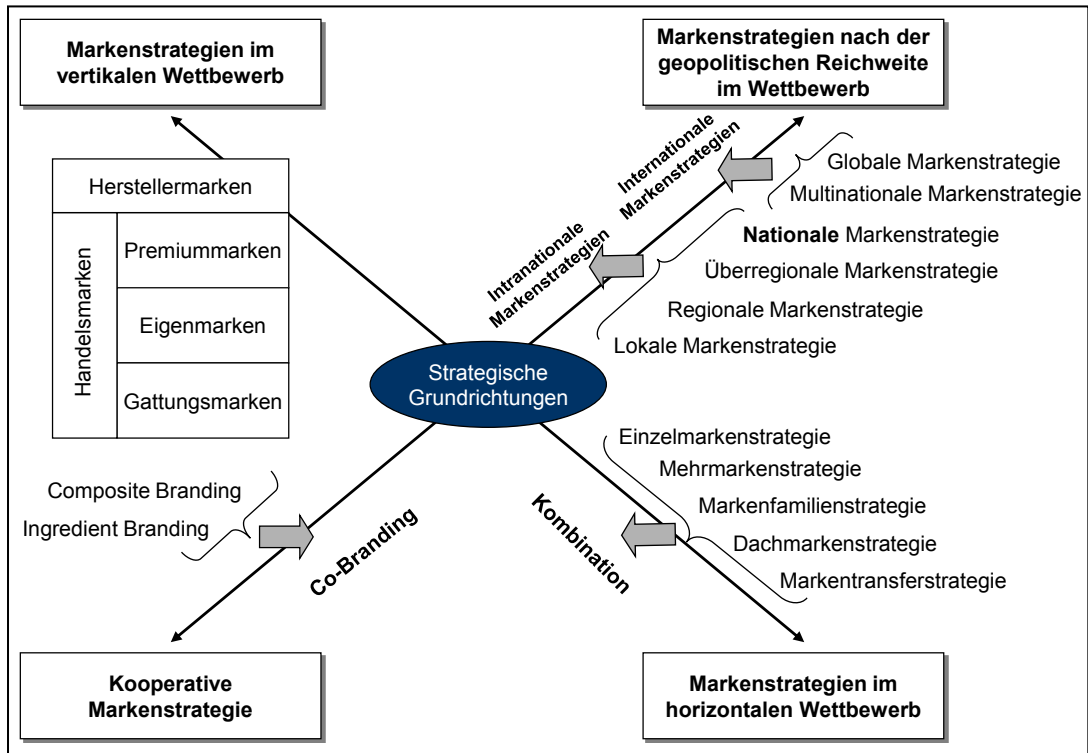 Markenstrategien im
vertikalen Wettbewerb
Markenstrategien nach der
geopolitischen Reichweite
im Wettbewerb
Herstellermarken
Handelsmarken
Premiummarken
Eigenmarken
Gattungsmarken
Internationale
Markenstrategien
Globale Markenstrategie
Multinationale Markenstrategie
Intranationale
Markenstrategien
Nationale Markenstrategie
Überregionale Markenstrategie
Regionale Markenstrategie
Lokale Markenstrategie
Strategische
Grundrichtungen
Composite Branding
Ingredient Branding
Co-Branding
Kombination
Einzelmarkenstrategie
Mehrmarkenstrategie
Markenfamilienstrategie
Dachmarkenstrategie
Markentransferstrategie
Kooperative
Markenstrategie
Markenstrategien im
horizontalen Wettbewerb